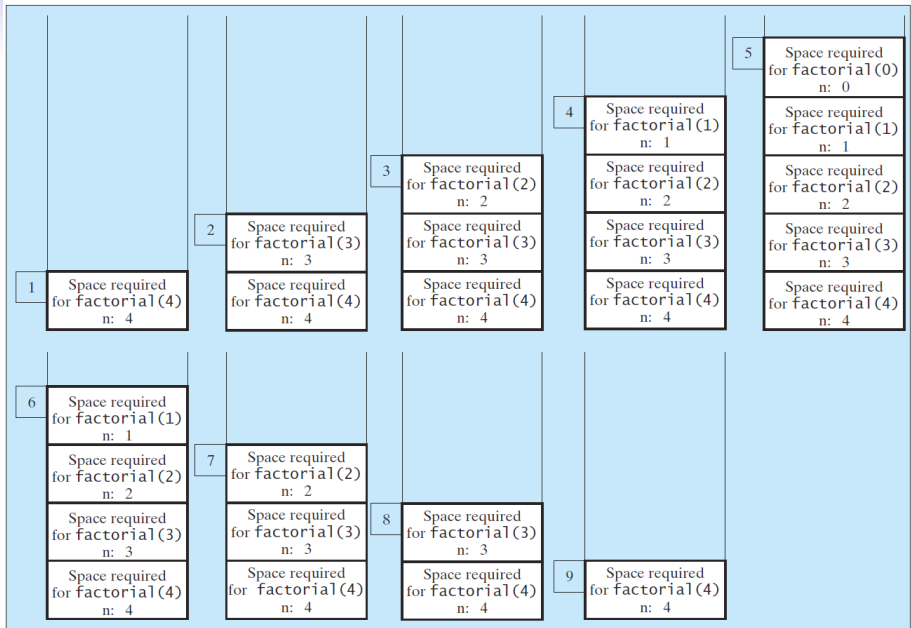 1
Space required
for factorial(4)
n: 4
2
Space required
for factorial(3)
n: 3
Space required
for factorial(4)
n: 4
3
Space required
for factorial(2)
n: 2
Space required
for factorial(3)
n: 3
Space required
for factorial(4)
n: 4
4
Space required
for factorial(1)
n: 1
Space required
for factorial(2)
n: 2
Space required
for factorial(3)
n: 3
Space required
for factorial(4)
n: 4
5
Space required
for factorial(0)
n: 0
Space required
for factorial(1)
n: 1
Space required
for factorial(2)
n: 2
Space required
for factorial(3)
n: 3
Space required
for factorial(4)
n: 4
6
Space required
for factorial(1)
n: 1
Space required
for factorial(2)
n: 2
Space required
for factorial(3)
n: 3
Space required
for factorial(4)
n: 4
7
Space required
for factorial(2)
n: 2
Space required
for factorial(3)
n: 3
Space required
for factorial(4)
n: 4
8
Space required
for factorial(3)
n: 3
Space required
for factorial(4)
n: 4
9
Space required
for factorial(4)
n: 4